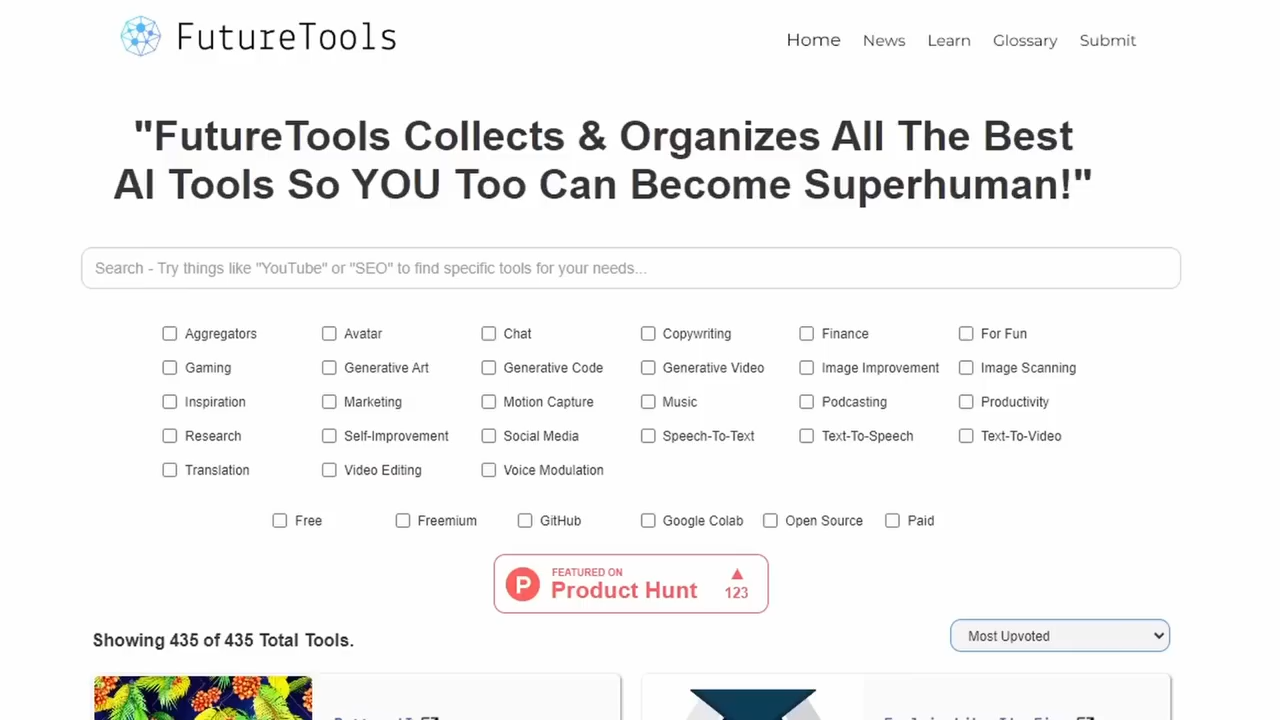 FutureTools
Home News Learn Glossary Submit
"FutureTools Collects & Organizes All The Best
AI Tools So YOU Too Can Become Superhuman!"
Search - Try things like "YouTube" or "SEO" to find specific tools for your needs...
Aggregators Avatar Chat Copywriting Finance For Fun
Gaming Generative Art Generative Code Generative Video Image Improvement Image Scanning
Inspiration Marketing Motion Capture Music Podcasting Productivity
Research Self-Improvement Social Media Speech-To-Text Text-To-Speech Text-To-Video
Translation Video Editing Voice Modulation
Free Freemium GitHub Google Colab Open Source Paid
P FEATURED ON
Product Hunt 123
Showing 435 of 435 Total Tools.
Most Upvoted